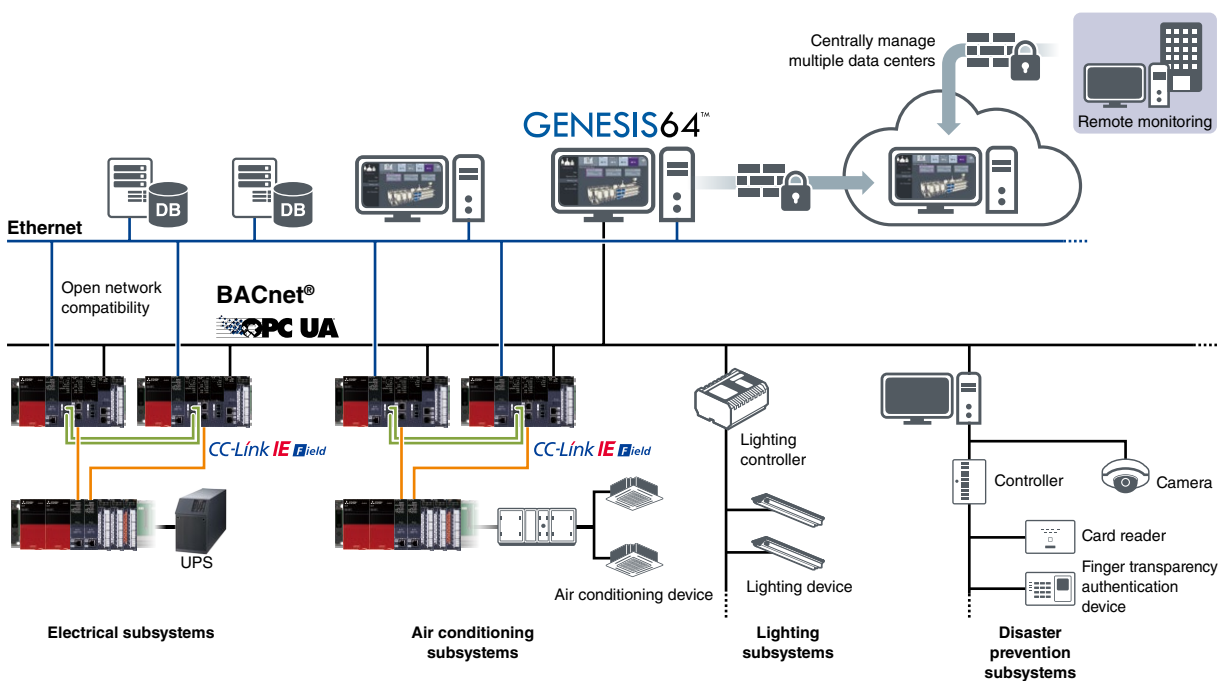 Centrally manage
multiple data centers
Remote monitoring
GENESIS64™
DB
DB
Ethernet
Open network
compatibility
BACnet®
OPC UA
CC-Link IE Field
CC-Link IE Field
Lighting
controller
Controller
Camera
UPS
Card reader
Air conditioning device
Lighting device
Finger transparency
authentication
device
Electrical subsystems
Air conditioning
subsystems
Lighting
subsystems
Disaster
prevention
subsystems